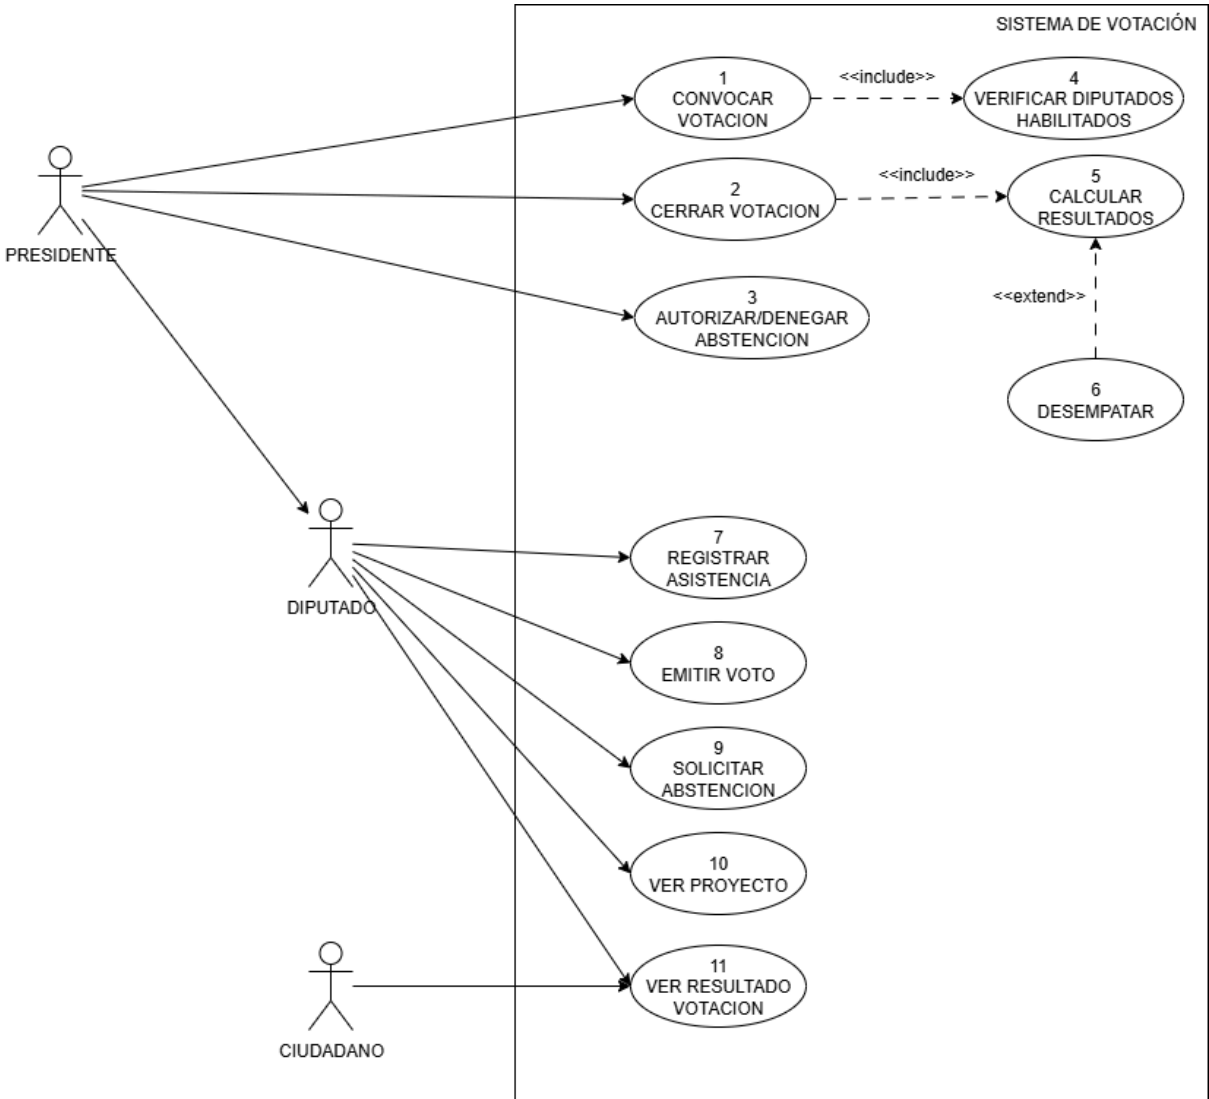 SISTEMA DE VOTACIÓN
1
CONVOCAR
VOTACION
<<include>>
4
VERIFICAR DIPUTADOS
HABILITADOS
2
CERRAR VOTACION
<<include>>
5
CALCULAR
RESULTADOS
PRESIDENTE
3
AUTORIZAR/DENEGAR
ABSTENCION
<<extend>>
6
DESEMPATAR
DIPUTADO
7
REGISTRAR
ASISTENCIA
8
EMITIR VOTO
9
SOLICITAR
ABSTENCION
10
VER PROYECTO
11
VER RESULTADO
VOTACION
CIUDADANO